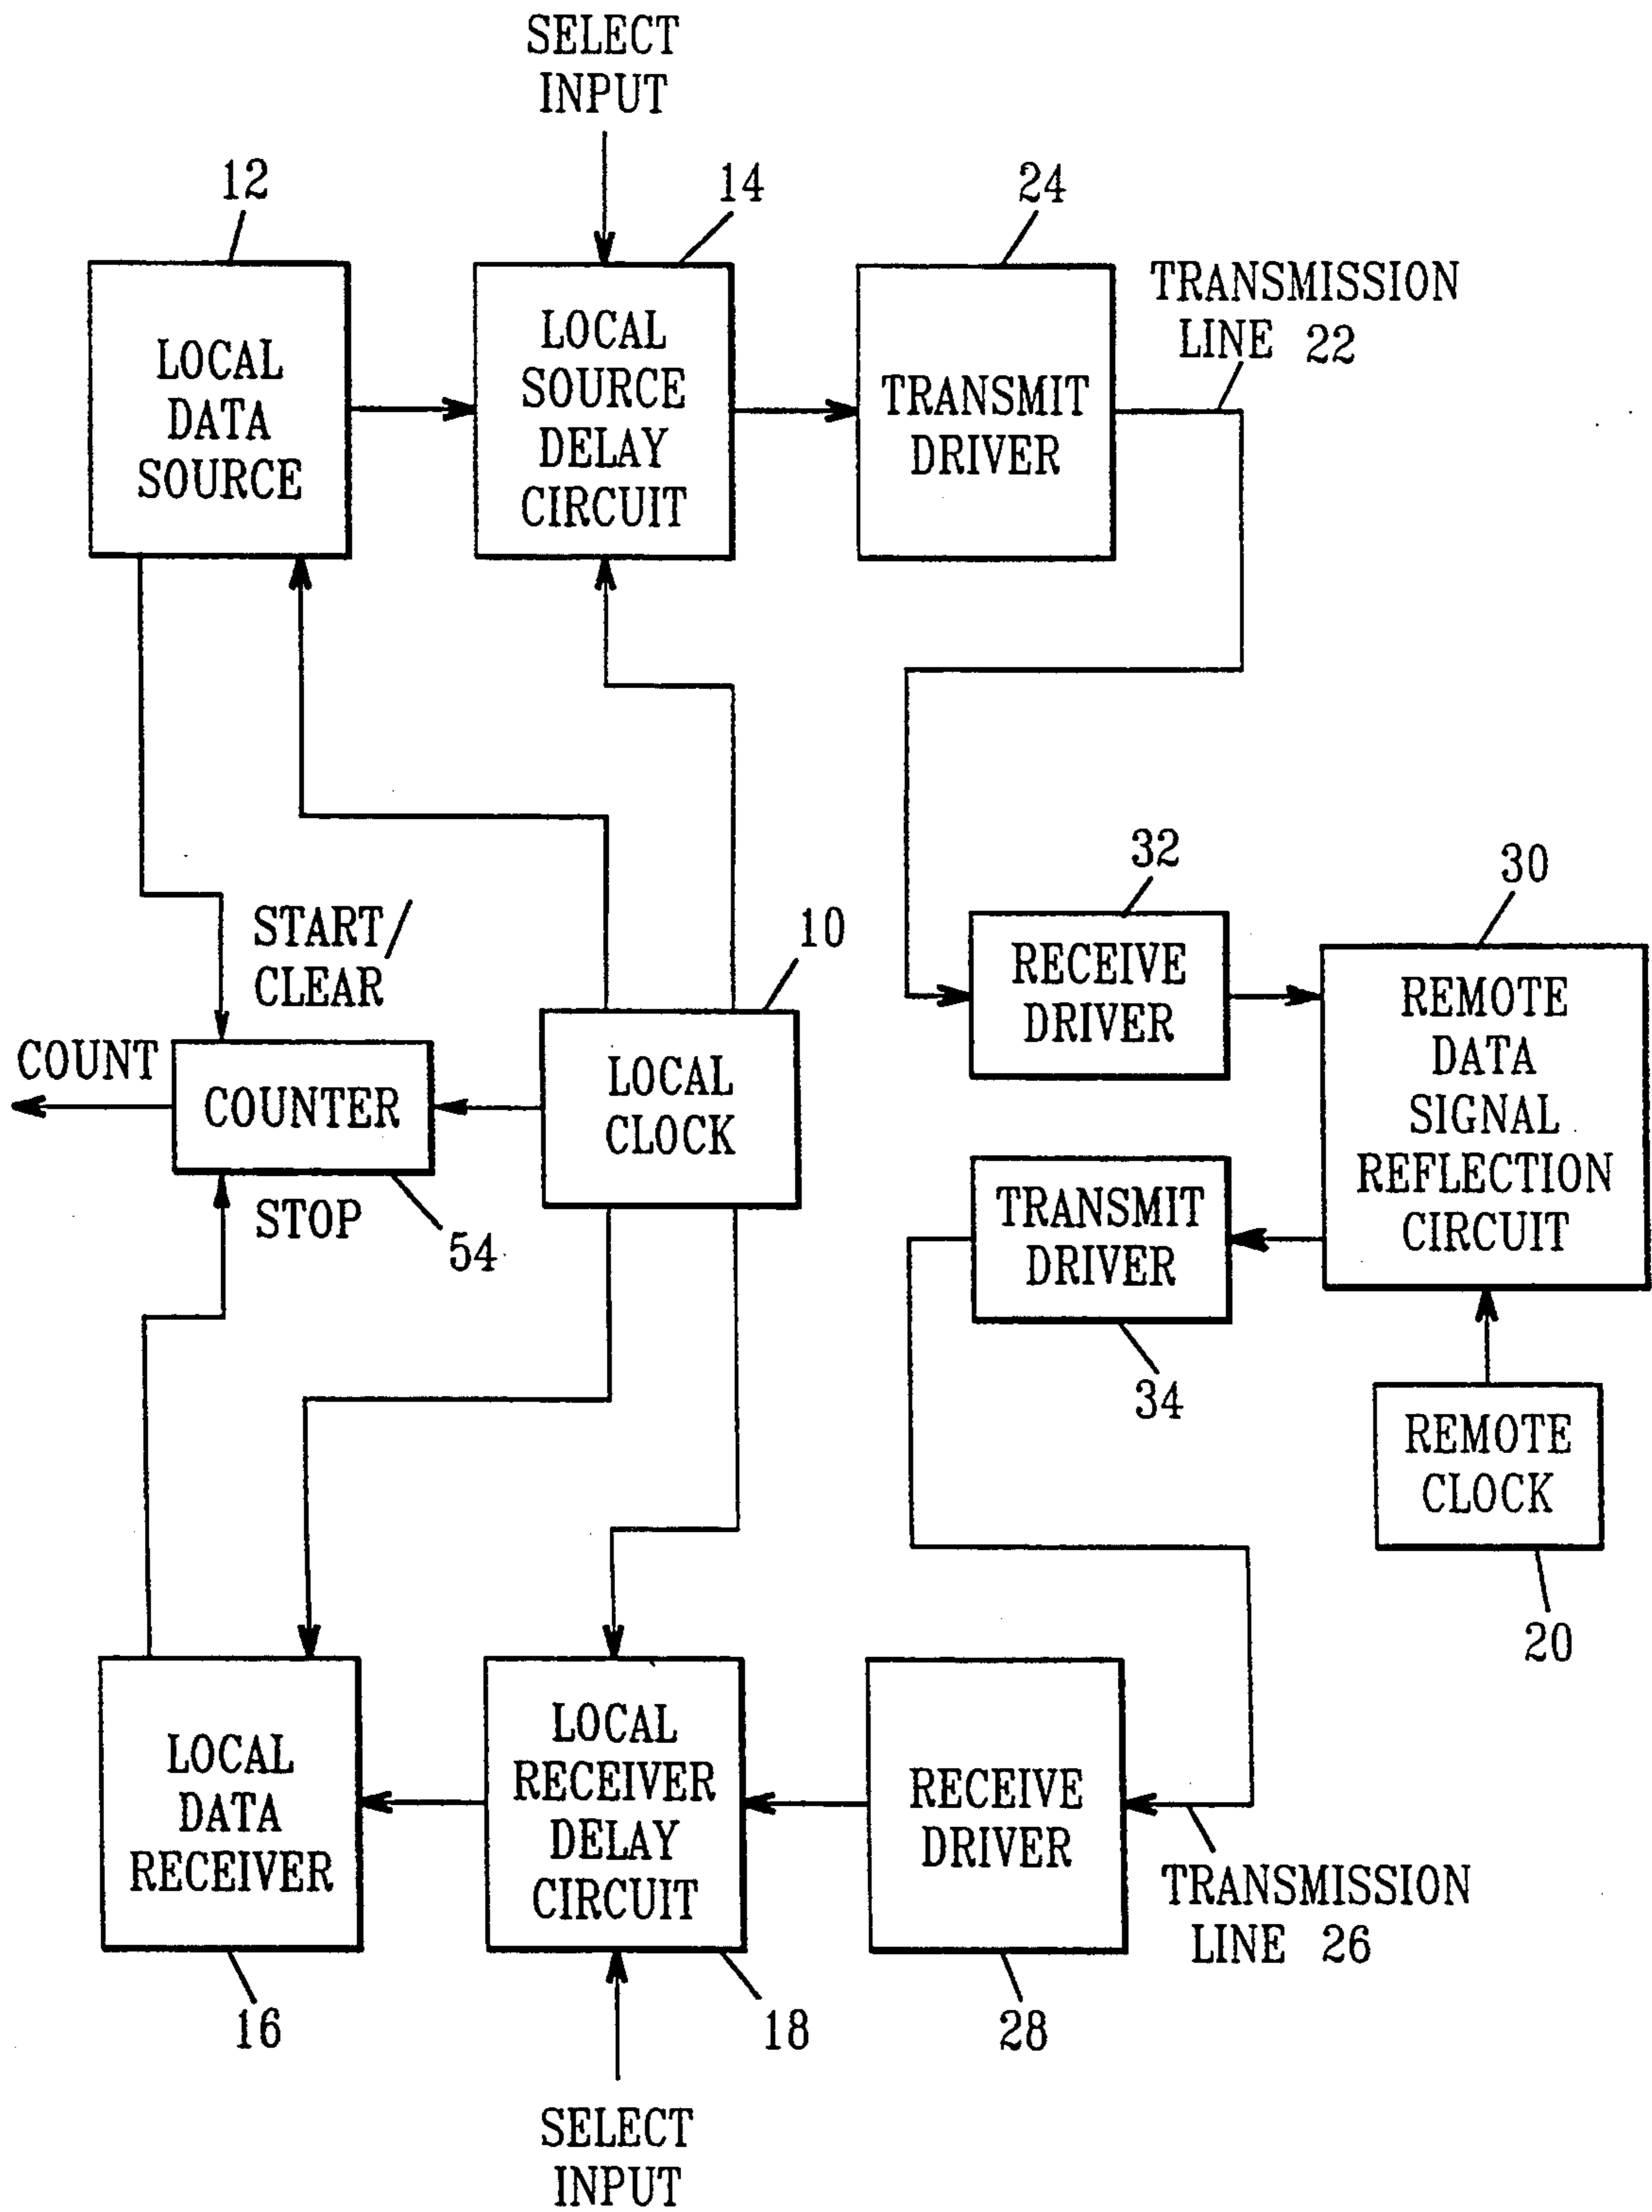 SELECT
INPUT
12
14
24
LOCAL
DATA
SOURCE
LOCAL
SOURCE
DELAY
CIRCUIT
TRANSMIT
DRIVER
TRANSMISSION
LINE 22
START/
CLEAR
10
32
30
COUNT
COUNTER
LOCAL
CLOCK
RECEIVE
DRIVER
REMOTE
DATA
SIGNAL
REFLECTION
CIRCUIT
STOP
54
TRANSMIT
DRIVER
34
REMOTE
CLOCK
20
LOCAL
DATA
RECEIVER
LOCAL
RECEIVER
DELAY
CIRCUIT
RECEIVE
DRIVER
TRANSMISSION
LINE 26
16
18
28
SELECT
INPUT